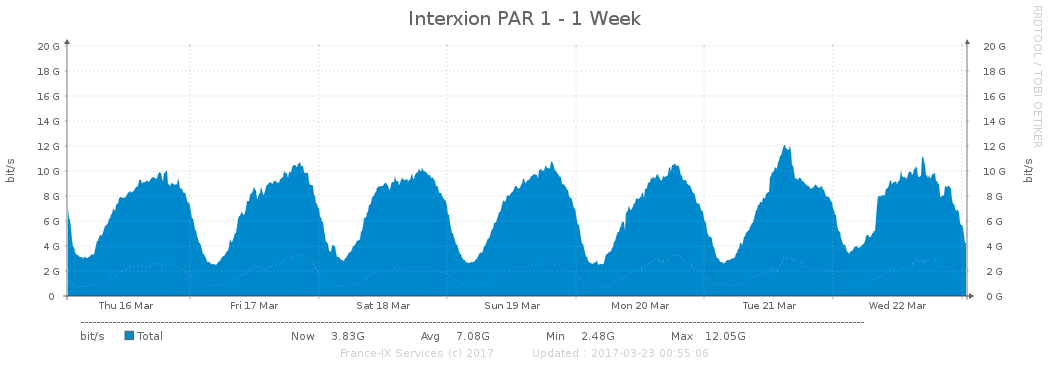 Interxion PAR 1 - 1 Week
RRDTOOL / TOBI OETIKER
20 G 20 G
18 G 18 G
16 G 16 G
14 G 14 G
12 G 12 G
10 G 10 G
8 G 8 G
6 G 6 G
4 G 4 G
2 G 2 G
0 0 G
bit/s
bit/s
Thu 16 Mar Fri 17 Mar Sat 18 Mar Sun 19 Mar Mon 20 Mar Tue 21 Mar Wed 22 Mar
bit/s Total Now 3.83G Avg 7.08G Min 2.48G Max 12.05G
France-IX Services (c) 2017 Updated : 2017-03-23 00:55:06